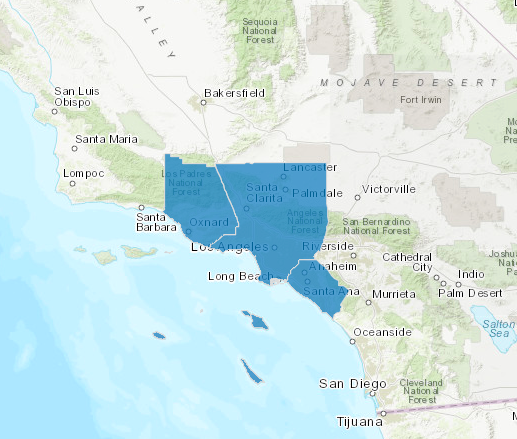 Sequoia
National
Forest
ALLEY
San Luis
Obispo
Bakersfield
MOJAVE DESERT
Fort Irwin
Santa Maria
Lompoc
Los Padres
National
Forest
Lancaster
Santa
Clarita
Palmdale
Victorville
Santa
Barbara
Oxnard
Angeles
National
Forest
San Bernardino
National Forest
Los Angeles
Riverside
Cathedral
City
Long Beach
Anaheim
Santa Ana
Indio
Palm Desert
Murrieta
Joshua
Oceanside
Salton
Sea
San Diego
Cleveland
National
Forest
Tijuana